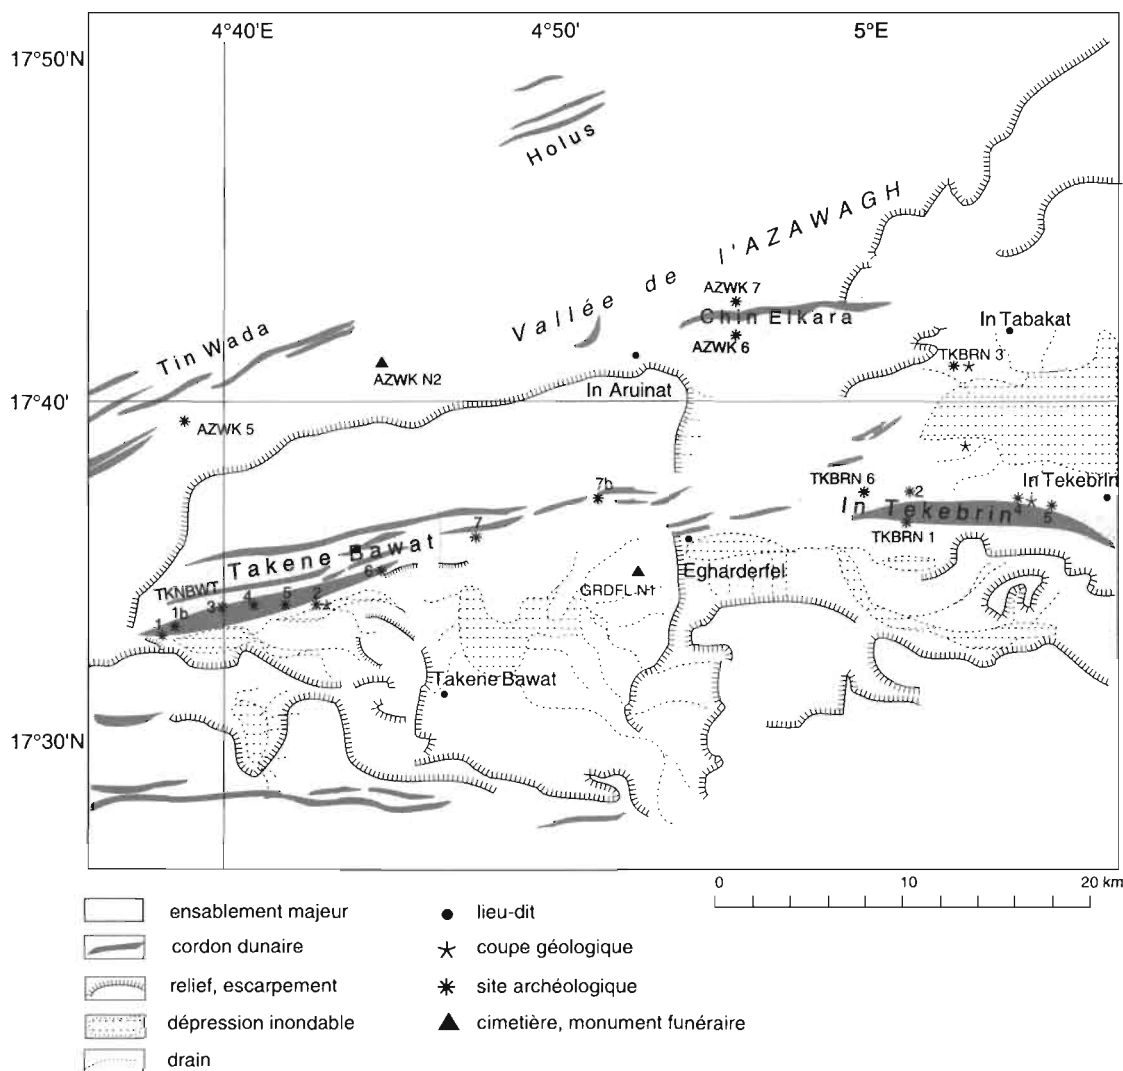 4°40'E
4°50'
5°E
17°50'N
Holus
Vallée de l'AZAWAGH
AZWK 7
Chin Elkara
AZWK 6
In Tabakat
TKBRN 3
Tin Wada
AZWK N2
In Aruinat
17°40'
AZWK 5
7b
TKBRN 6
2
In Tekebrin
In Tekebrin
4
5
TKBRN 1
7
Takene Bawat
6
Egharderfel
TKNBWT
GRDFL N1
1
1b
3
4
5
2
Takene Bawat
17°30'N
0 10 20 km
ensablement majeur
cordon dunaire
relief, escarpement
dépression inondable
drain
lieu-dit
coupe géologique
site archéologique
cimetière, monument funéraire